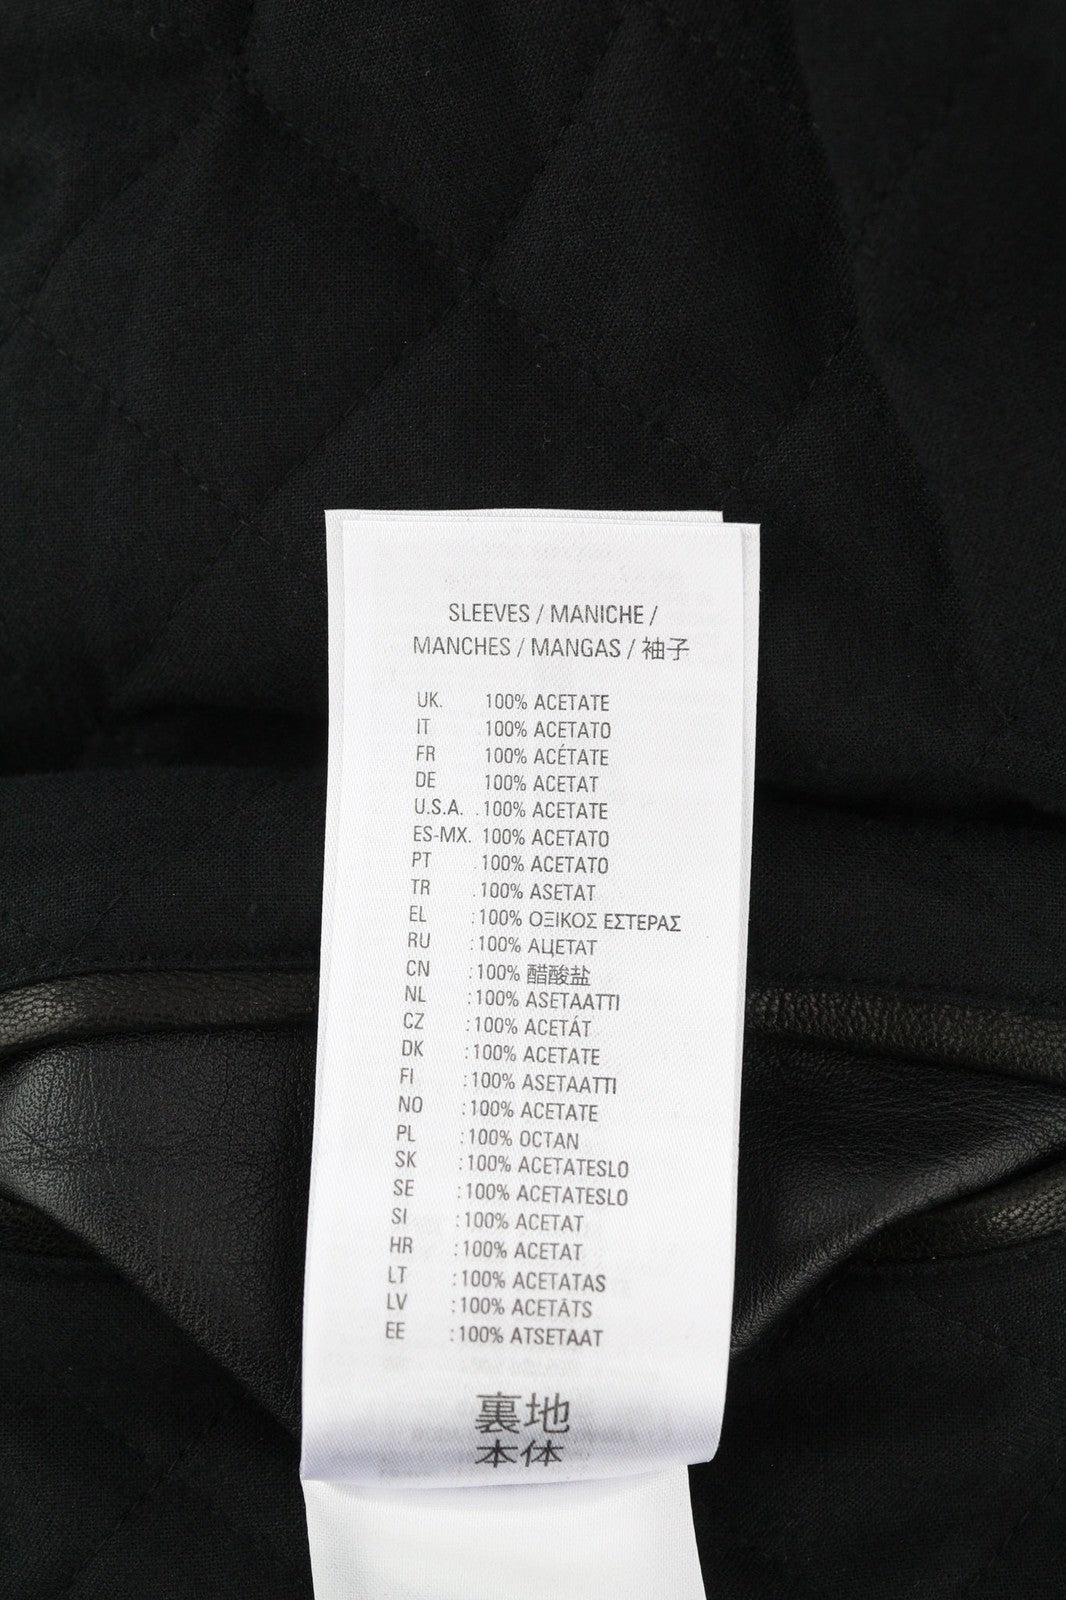 SLEEVES / MANICHE /
MANCHES / MANGAS / 袖子
UK. 100% ACETATE
IT 100% ACETATO
FR 100% ACÉTATE
DE 100% ACETAT
U.S.A. . 100% ACETATE
ES-MX. 100% ACETATO
PT . 100% ACETATO
TR . 100% ASETAT
EL : 100% ΟΞΙΚΟΣ ΕΣΤΕΡΑΣ
RU : 100% АЦЕТАТ
CN : 100% 醋酸盐
NL : 100% ASETAATTI
CZ : 100% ACETÁT
DK : 100% ACETATE
FI : 100% ASETAATTI
NO : 100% ACETATE
PL : 100% OCTAN
SK : 100% ACETATESLO
SE : 100% ACETATESLO
SI : 100% ACETAT
HR : 100% ACETAT
LT : 100% ACETATAS
LV : 100% ACETĀTS
EE : 100% ATSETAAT
裏地
本体